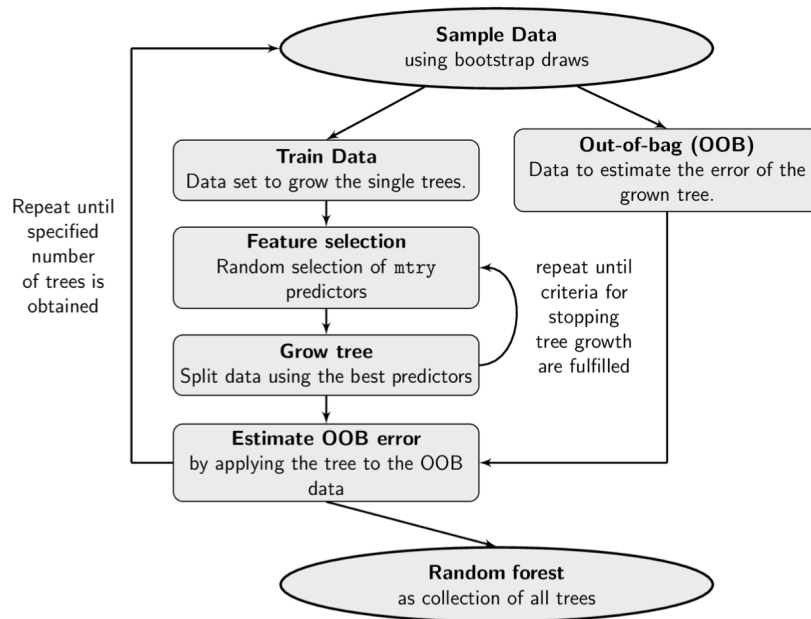 Sample Data
using bootstrap draws
Train Data
Data set to grow the single trees.
Out-of-bag (OOB)
Data to estimate the error of the
grown tree.
Repeat until
specified
number
of trees is
obtained
Feature selection
Random selection of mtry
predictors
repeat until
criteria for
stopping
tree growth
are fulfilled
Grow tree
Split data using the best predictors
Estimate OOB error
by applying the tree to the OOB
data
Random forest
as collection of all trees